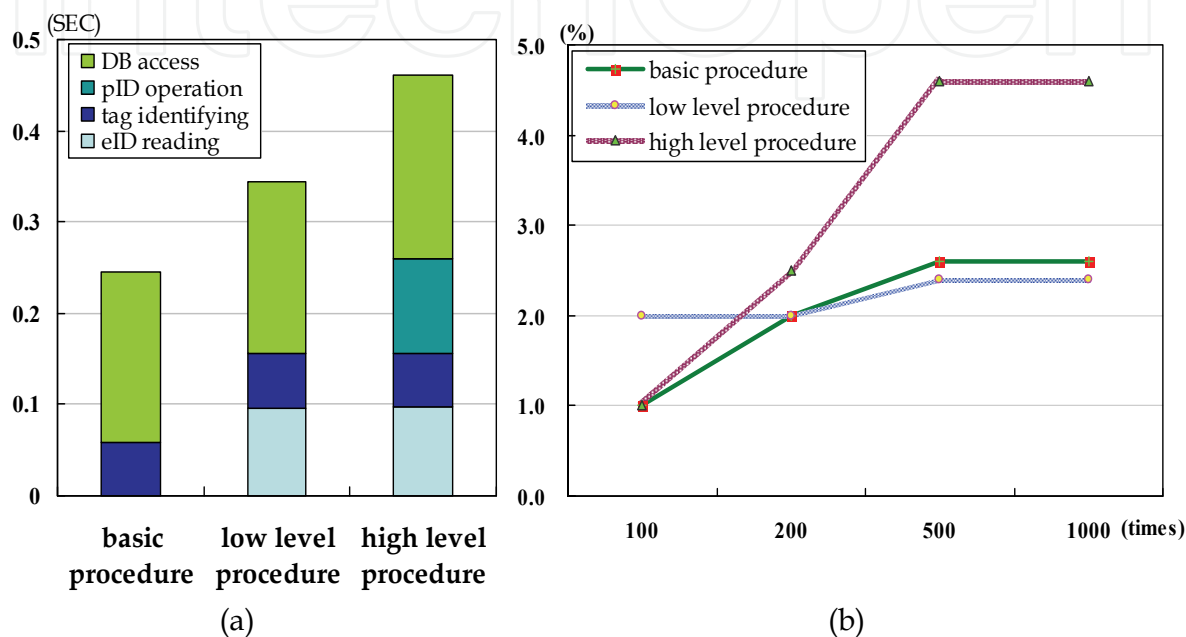 IntechOpen
(SEC)
0.5
0.4
0.3
0.2
0.1
0
DB access
pID operation
tag identifying
eID reading
basic
procedure
low level
procedure
high level
procedure
(a)
(%)
5.0
4.0
3.0
2.0
1.0
0.0
basic procedure
low level procedure
high level procedure
100 200 500 1000 (times)
(b)